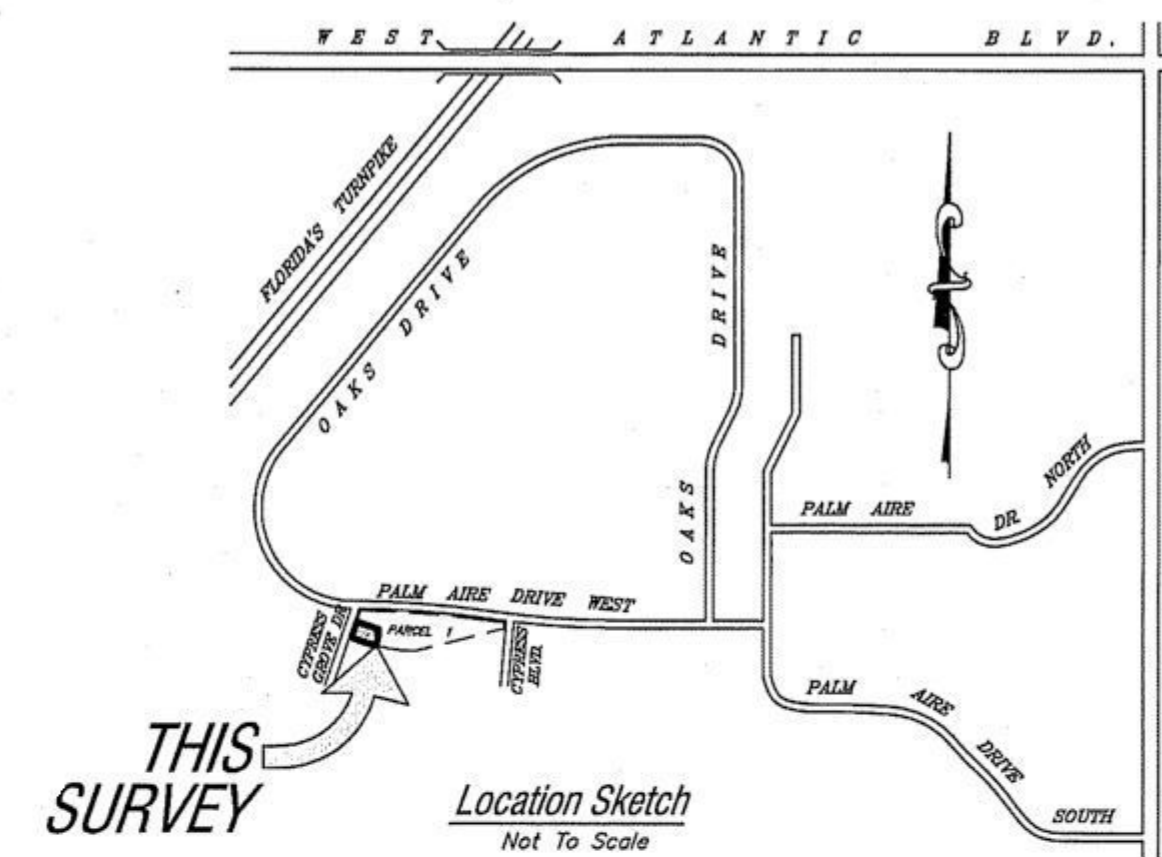 WEST ATLANTIC BLVD.
FLORIDA'S TURNPIKE
OAKS DRIVE
OAKS DRIVE
PALM AIRE DR. NORTH
PALM AIRE DRIVE WEST
CYPRESS
GROVE DR
PARCEL 1
CYPRESS
BLVD.
PALM AIRE DRIVE SOUTH
THIS
SURVEY
Location Sketch
Not To Scale